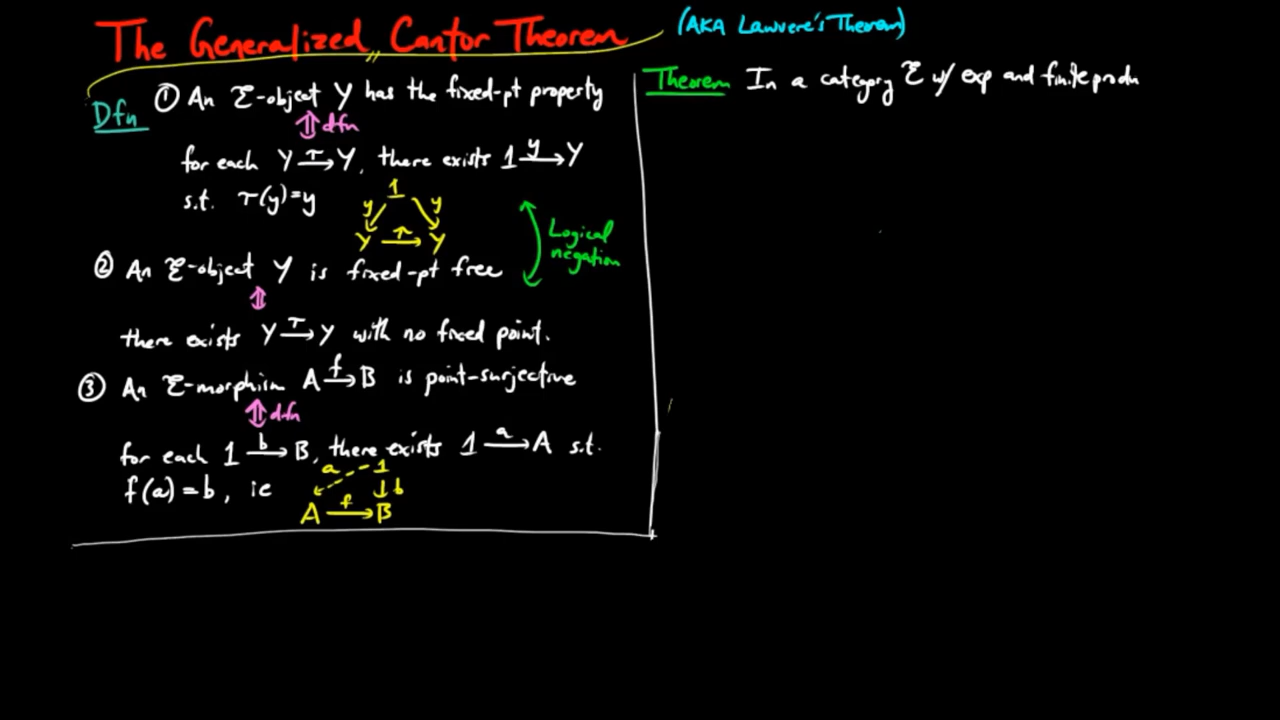 The Generalized Cantor Theorem
(AKA Lawvere's Theorem)
Dfn
① An ℰ-object Y has the fixed-pt property
⇕ dfn
for each Y —τ→ Y, there exists 1 —y→ Y
s.t. τ(y)=y
1
y y
Y —τ→ Y
Logical
negation
② An ℰ-object Y is fixed-pt free
⇕
there exists Y —τ→ Y with no fixed point.
③ An ℰ-morphism A —f→ B is point-surjective
⇕ dfn
for each 1 —b→ B, there exists 1 —a→ A s.t.
f(a)=b, ie
a 1
↓ b
A —f→ B
Theorem In a category ℰ w/ exp and finite produ